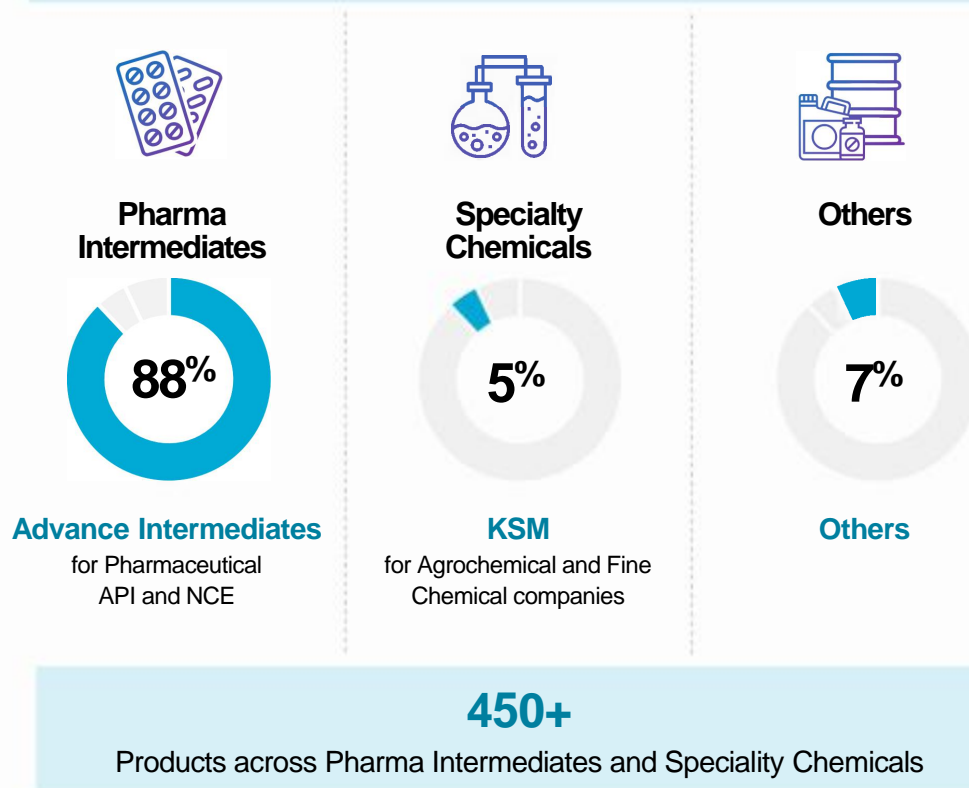 Pharma
Intermediates
88%
Advance Intermediates
for Pharmaceutical
API and NCE
Specialty
Chemicals
5%
KSM
for Agrochemical and Fine
Chemical companies
Others
7%
Others
450+
Products across Pharma Intermediates and Speciality Chemicals